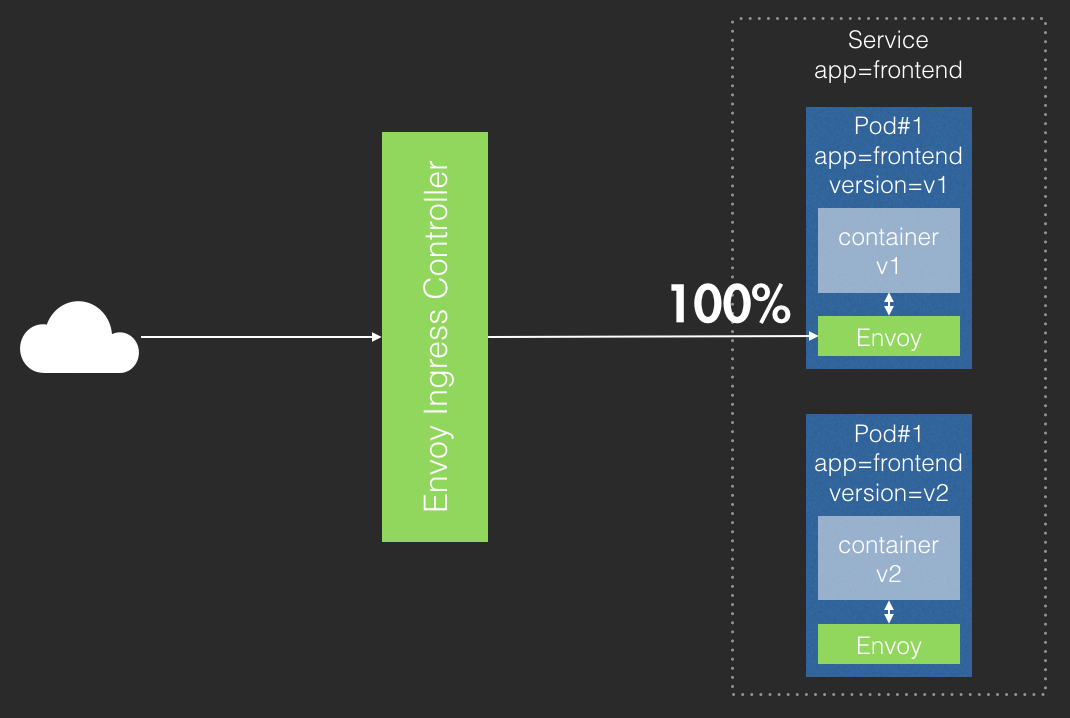 Service
app=frontend
Pod#1
app=frontend
version=v1
container
v1
Envoy
100%
Envoy Ingress Controller
Pod#1
app=frontend
version=v2
container
v2
Envoy